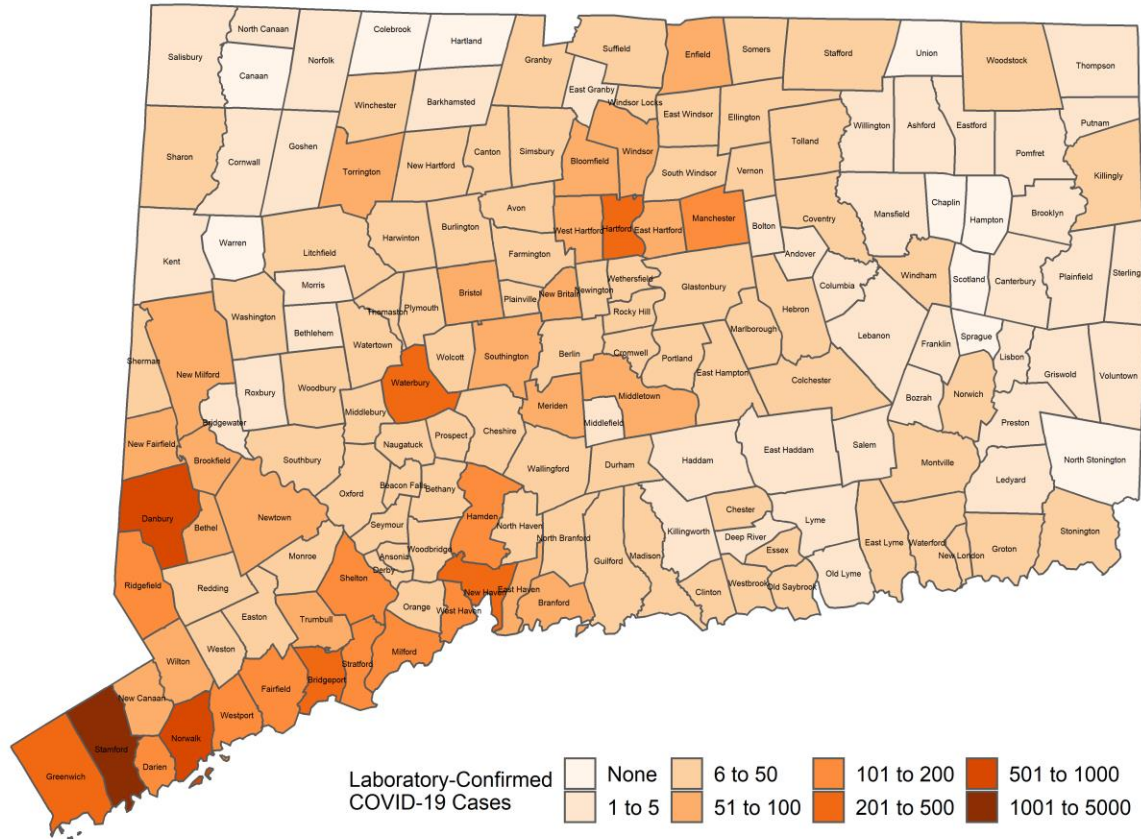 Colebrook
North Canaan
Hartland
Suffield
Enfield
Somers
Stafford
Union
Woodstock
Thompson
Salisbury
Norfolk
Granby
Canaan
East Granby
Windsor Locks
Winchester
Barkhamsted
East Windsor
Ellington
Willington
Ashford
Eastford
Putnam
Sharon
Cornwall
Goshen
Torrington
New Hartford
Canton
Simsbury
Bloomfield
Windsor
Tolland
Pomfret
South Windsor
Vernon
Killingly
Avon
Chaplin
Hampton
Brooklyn
Mansfield
Coventry
Burlington
West Hartford
Hartford
East Hartford
Manchester
Bolton
Warren
Harwinton
Litchfield
Farmington
Andover
Kent
Wethersfield
Windham
Scotland
Canterbury
Plainfield
Sterling
Morris
Bristol
Plainville
New Britain
Newington
Glastonbury
Columbia
Washington
Thomaston
Plymouth
Rocky Hill
Hebron
Marlborough
Lebanon
Bethlehem
Watertown
Franklin
Sprague
Lisbon
Sherman
New Milford
Wolcott
Southington
Berlin
Cromwell
Portland
East Hampton
Griswold
Voluntown
Roxbury
Woodbury
Waterbury
Colchester
Bozrah
Norwich
Middlebury
Meriden
Middletown
Bridgewater
Middlefield
Preston
New Fairfield
Naugatuck
Prospect
Cheshire
Brookfield
Southbury
Haddam
East Haddam
Salem
Wallingford
Durham
Montville
North Stonington
Beacon Falls
Bethany
Oxford
Ledyard
Danbury
Bethel
Newtown
Seymour
Hamden
North Haven
North Branford
Chester
Killingworth
Lyme
Deep River
Monroe
Woodbridge
Ansonia
Derby
Guilford
Madison
Essex
East Lyme
Waterford
New London
Groton
Stonington
Ridgefield
Redding
Shelton
New Haven
East Haven
Branford
Clinton
Westbrook
Old Saybrook
Old Lyme
Easton
Orange
West Haven
Trumbull
Weston
Milford
Stratford
Wilton
Bridgeport
Fairfield
New Canaan
Westport
Norwalk
Stamford
Darien
Greenwich
Laboratory-Confirmed
COVID-19 Cases
None
6 to 50
101 to 200
501 to 1000
1 to 5
51 to 100
201 to 500
1001 to 5000